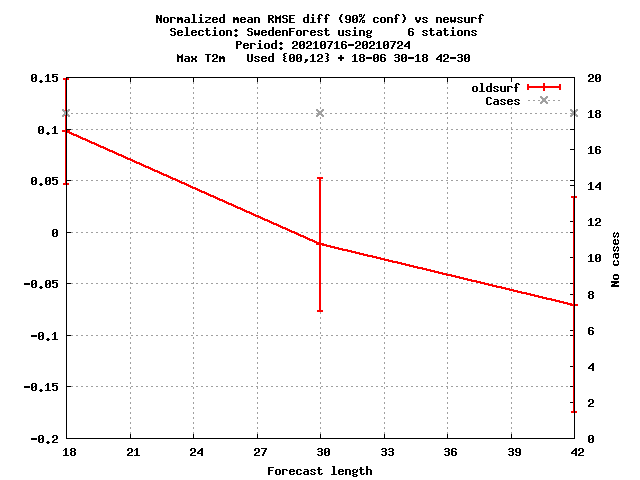 Normalized mean RMSE diff (90% conf) vs newsurf
Selection: SwedenForest using     6 stations
Period: 20210716-20210724
Max T2m   Used {00,12} + 18-06 30-18 42-30
oldsurf
Cases
0.15
0.1
0.05
0
-0.05
-0.1
-0.15
-0.2
20
18
16
14
12
10
8
6
4
2
0
No cases
18 21 24 27 30 33 36 39 42
Forecast length